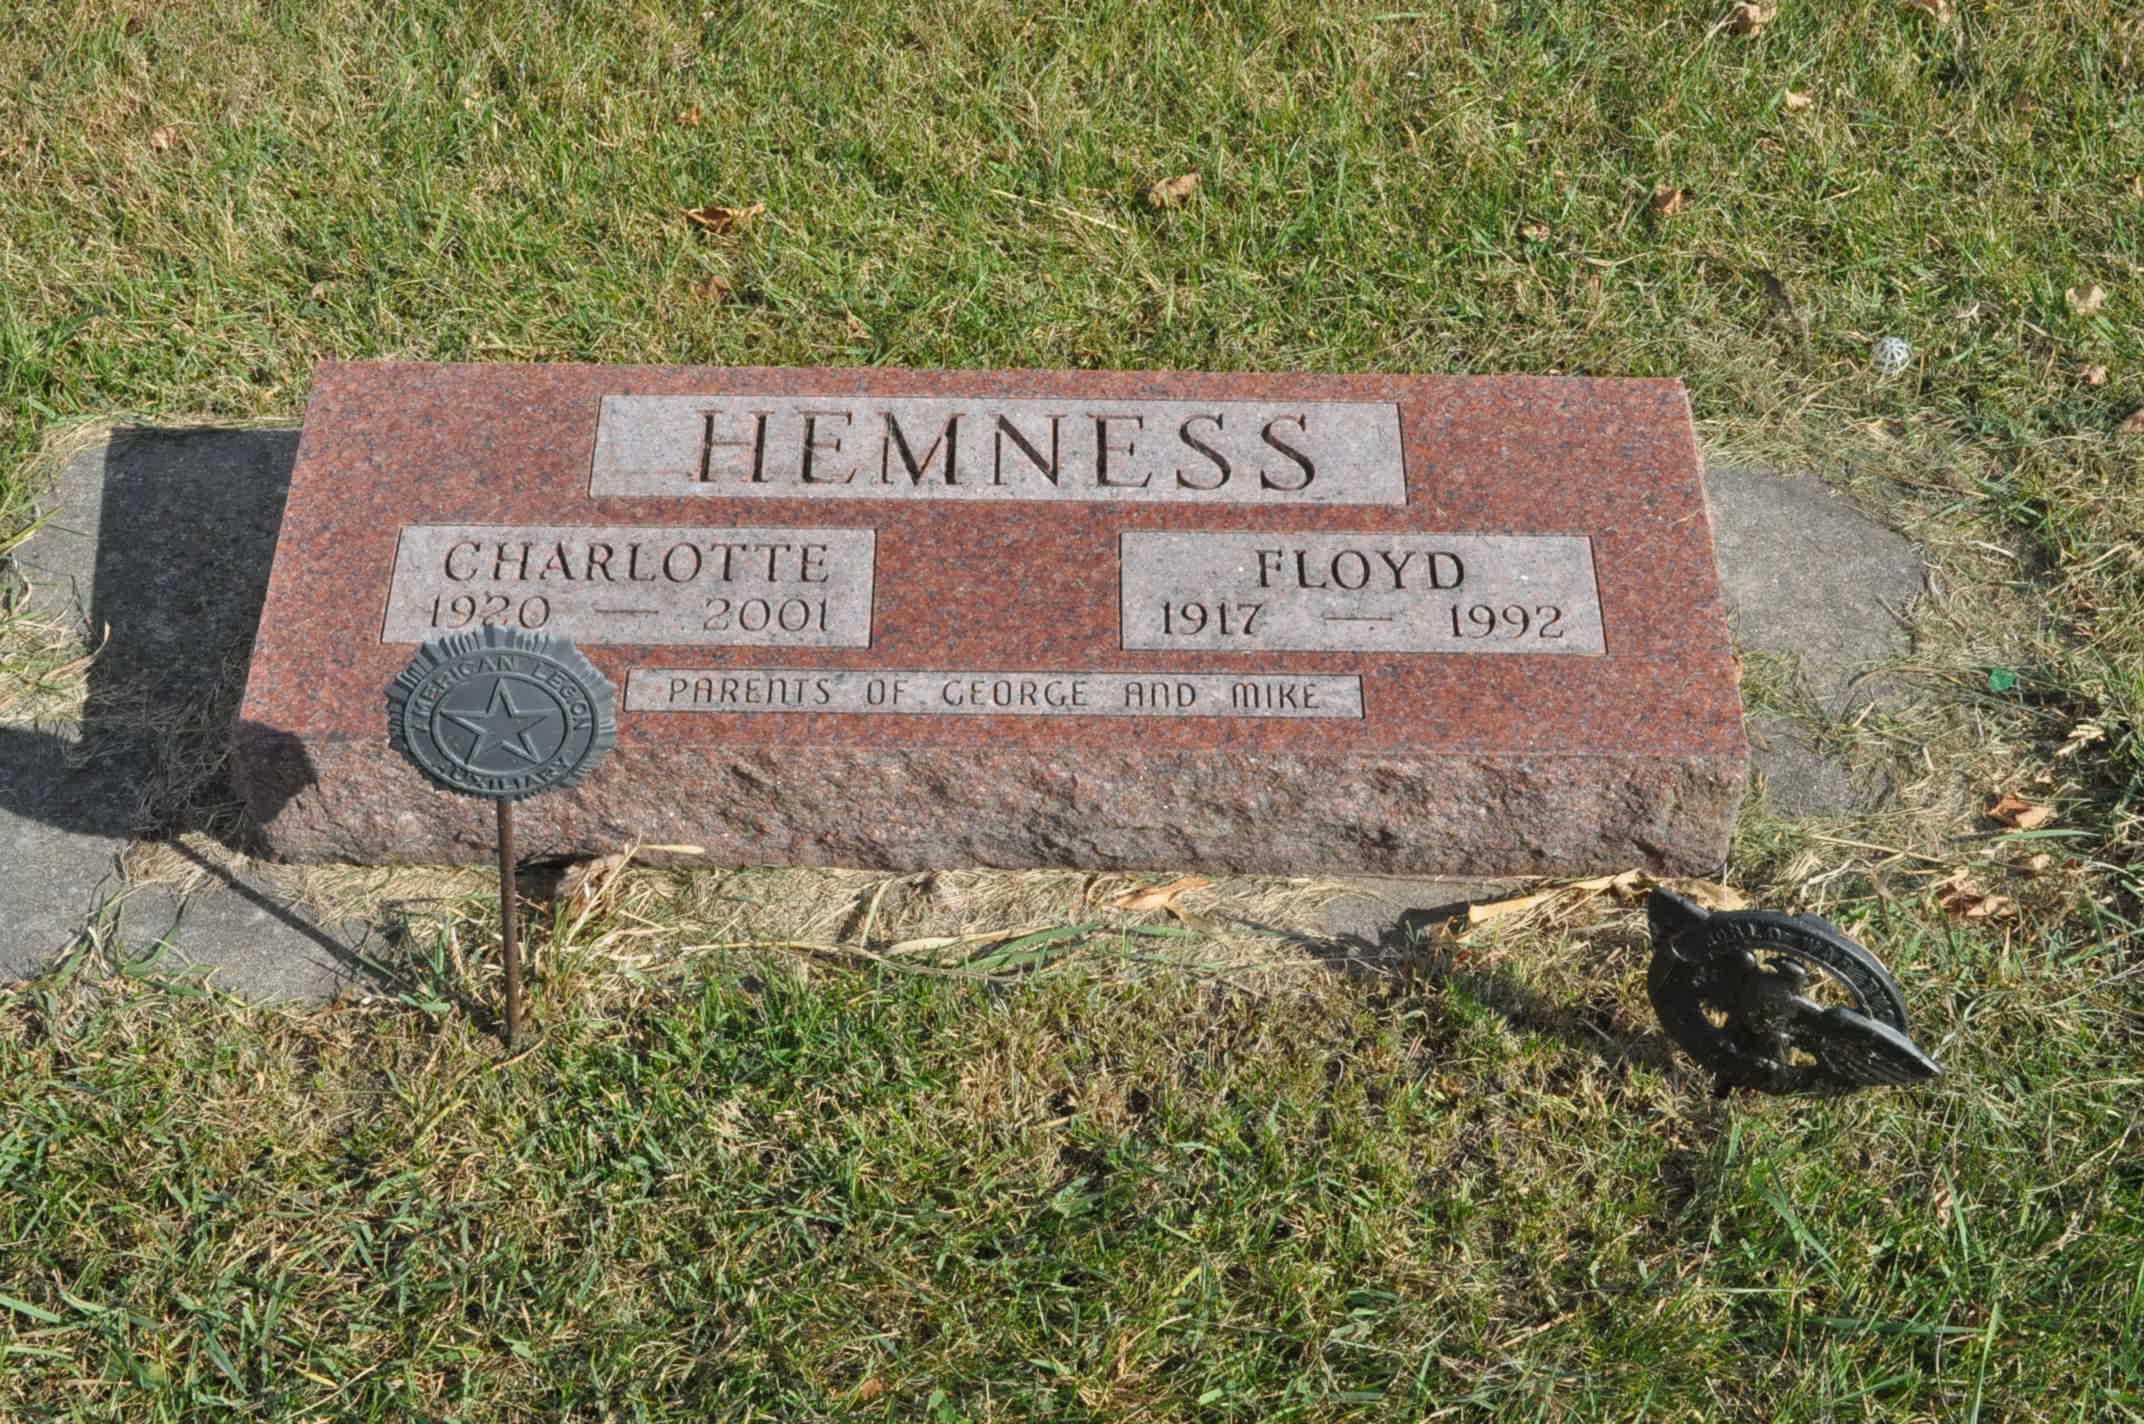 HEMNESS
CHARLOTTE
1920 — 2001
FLOYD
1917 — 1992
PARENTS OF GEORGE AND MIKE
AMERICAN LEGION
AUXILIARY